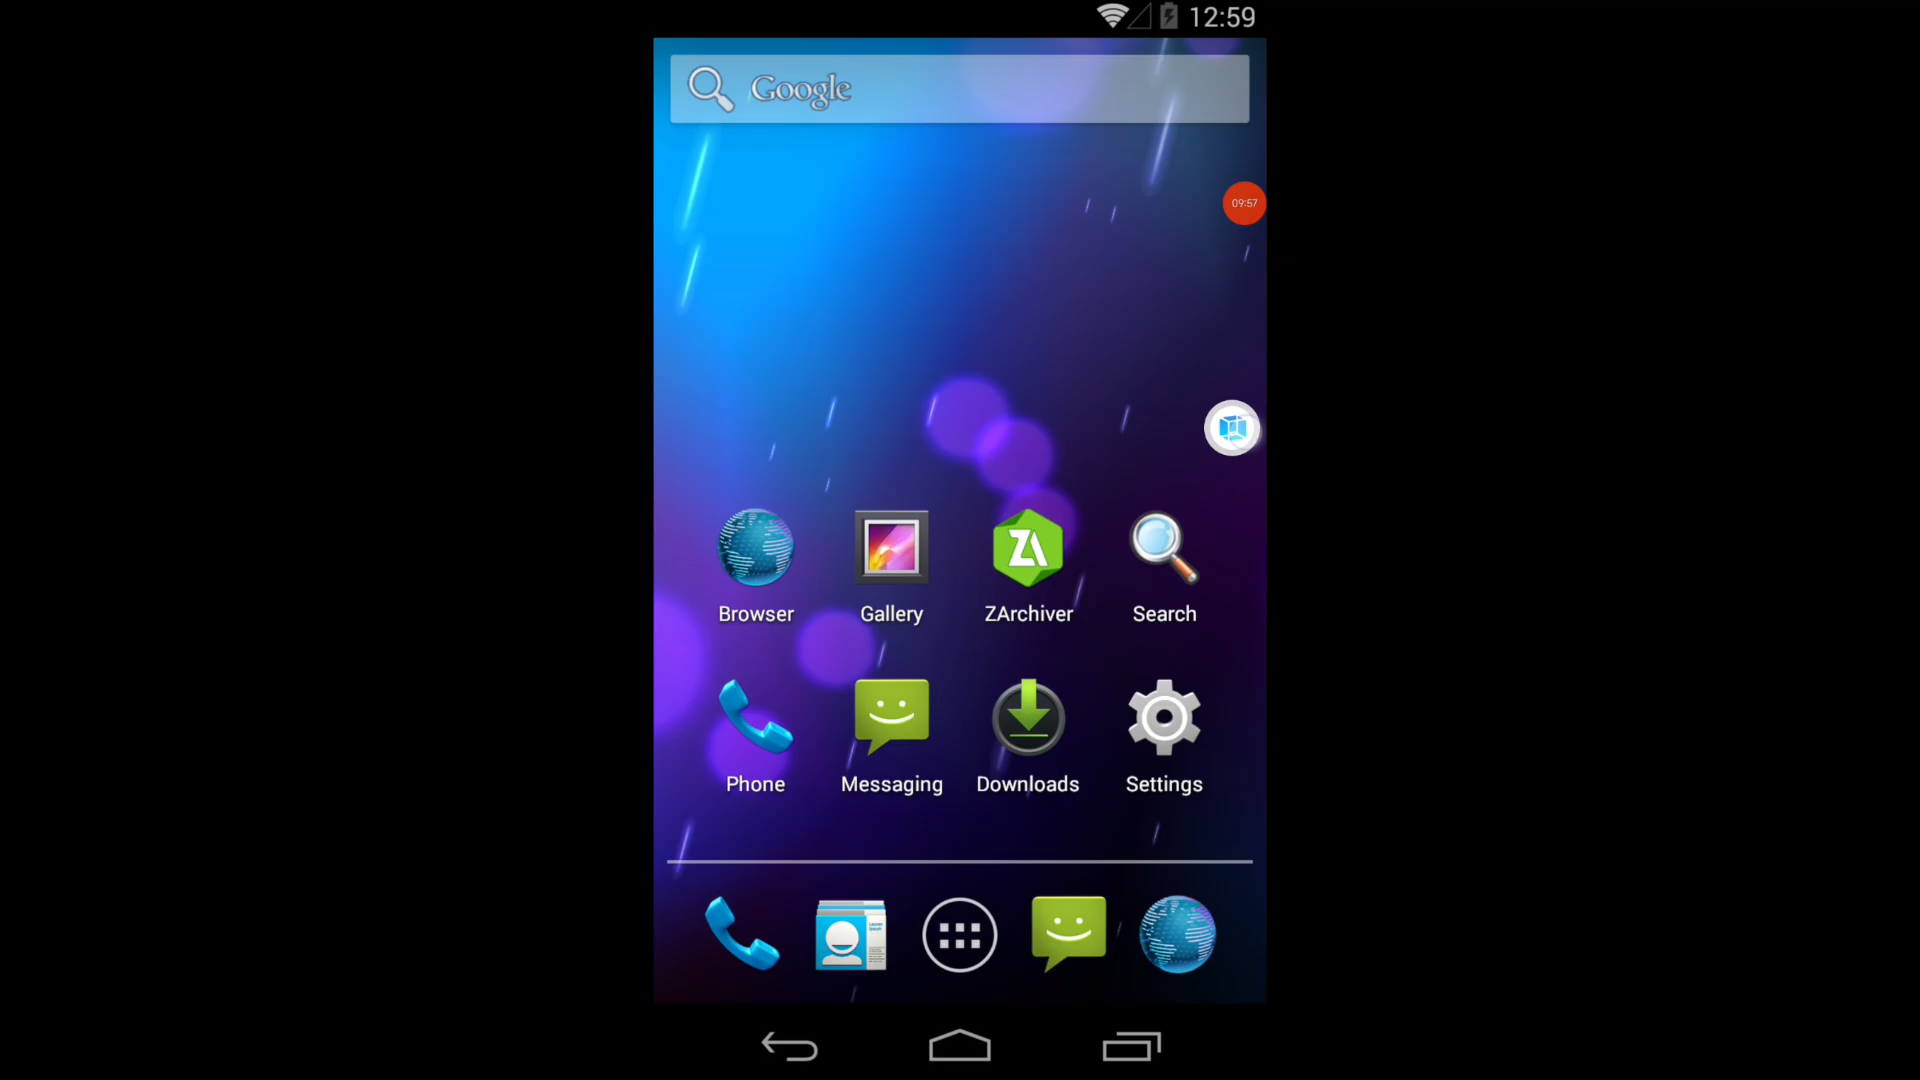 12:59
Google
09:57
Browser
Gallery
ZArchiver
Search
Phone
Messaging
Downloads
Settings